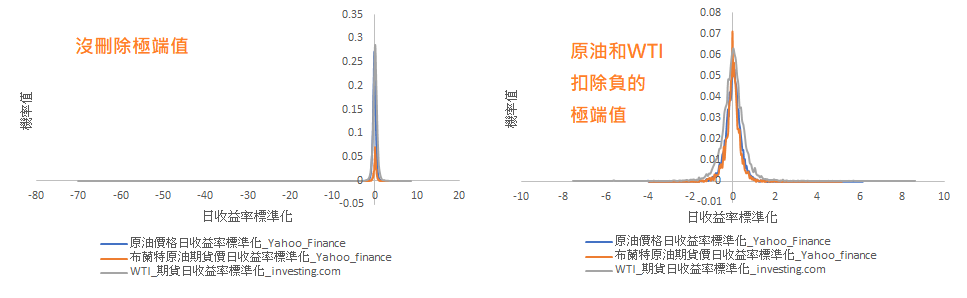 沒刪除極端值
機率值
0.35
0.3
0.25
0.2
0.15
0.1
0.05
0
-0.05
-80 -70 -60 -50 -40 -30 -20 -10 0 10 20
日收益率標準化
原油價格日收益率標準化_Yahoo_Finance
布蘭特原油期貨價日收益率標準化_Yahoo_finance
WTI_期貨日收益率標準化_investing.com
原油和WTI
扣除負的
極端值
機率值
0.08
0.07
0.06
0.05
0.04
0.03
0.02
0.01
0
-0.01
-10 -8 -6 -4 -2 0 2 4 6 8 10
日收益率標準化
原油價格日收益率標準化_Yahoo_Finance
布蘭特原油期貨價日收益率標準化_Yahoo_finance
WTI_期貨日收益率標準化_investing.com